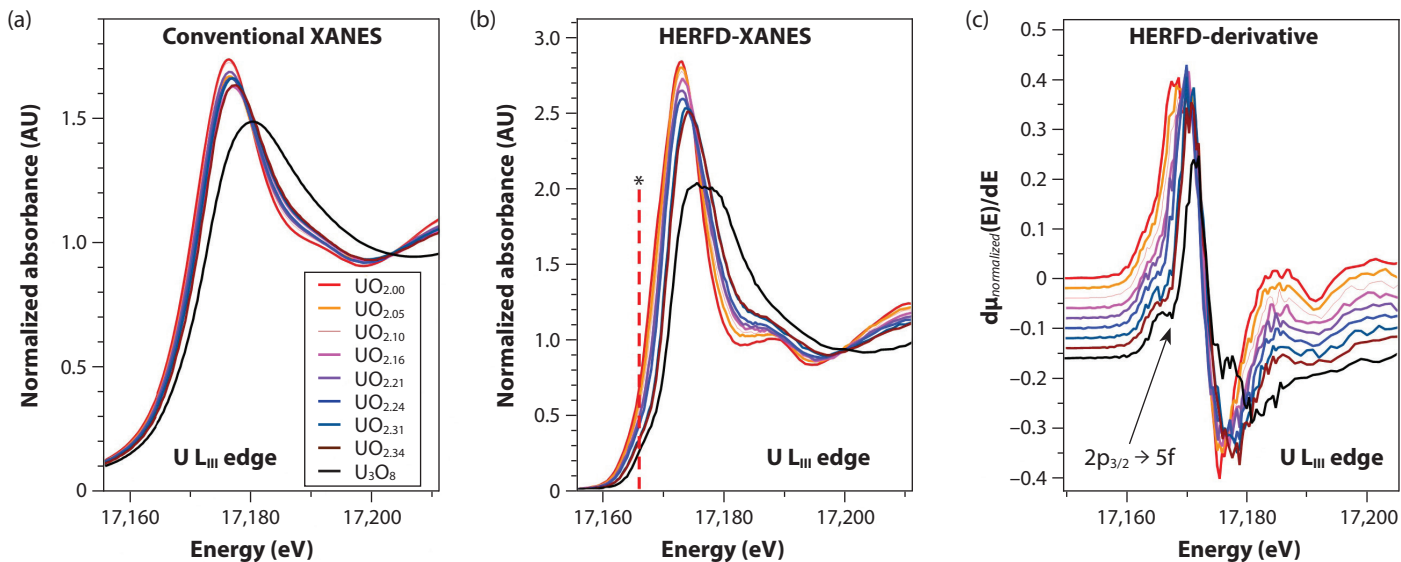 (a)
Conventional XANES
Normalized absorbance (AU)
1.5
1.0
0.5
0
UO2.00
UO2.05
UO2.10
UO2.16
UO2.21
UO2.24
UO2.31
UO2.34
U3O8
U LIII edge
17,160
17,180
17,200
Energy (eV)
(b)
HERFD-XANES
Normalized absorbance (AU)
3.0
2.5
2.0
1.5
1.0
0.5
0
*
U LIII edge
17,160
17,180
17,200
Energy (eV)
(c)
HERFD-derivative
dμnormalized(E)/dE
0.5
0.4
0.3
0.2
0.1
0
−0.1
−0.2
−0.3
−0.4
2p3/2 → 5f
U LIII edge
17,160
17,180
17,200
Energy (eV)